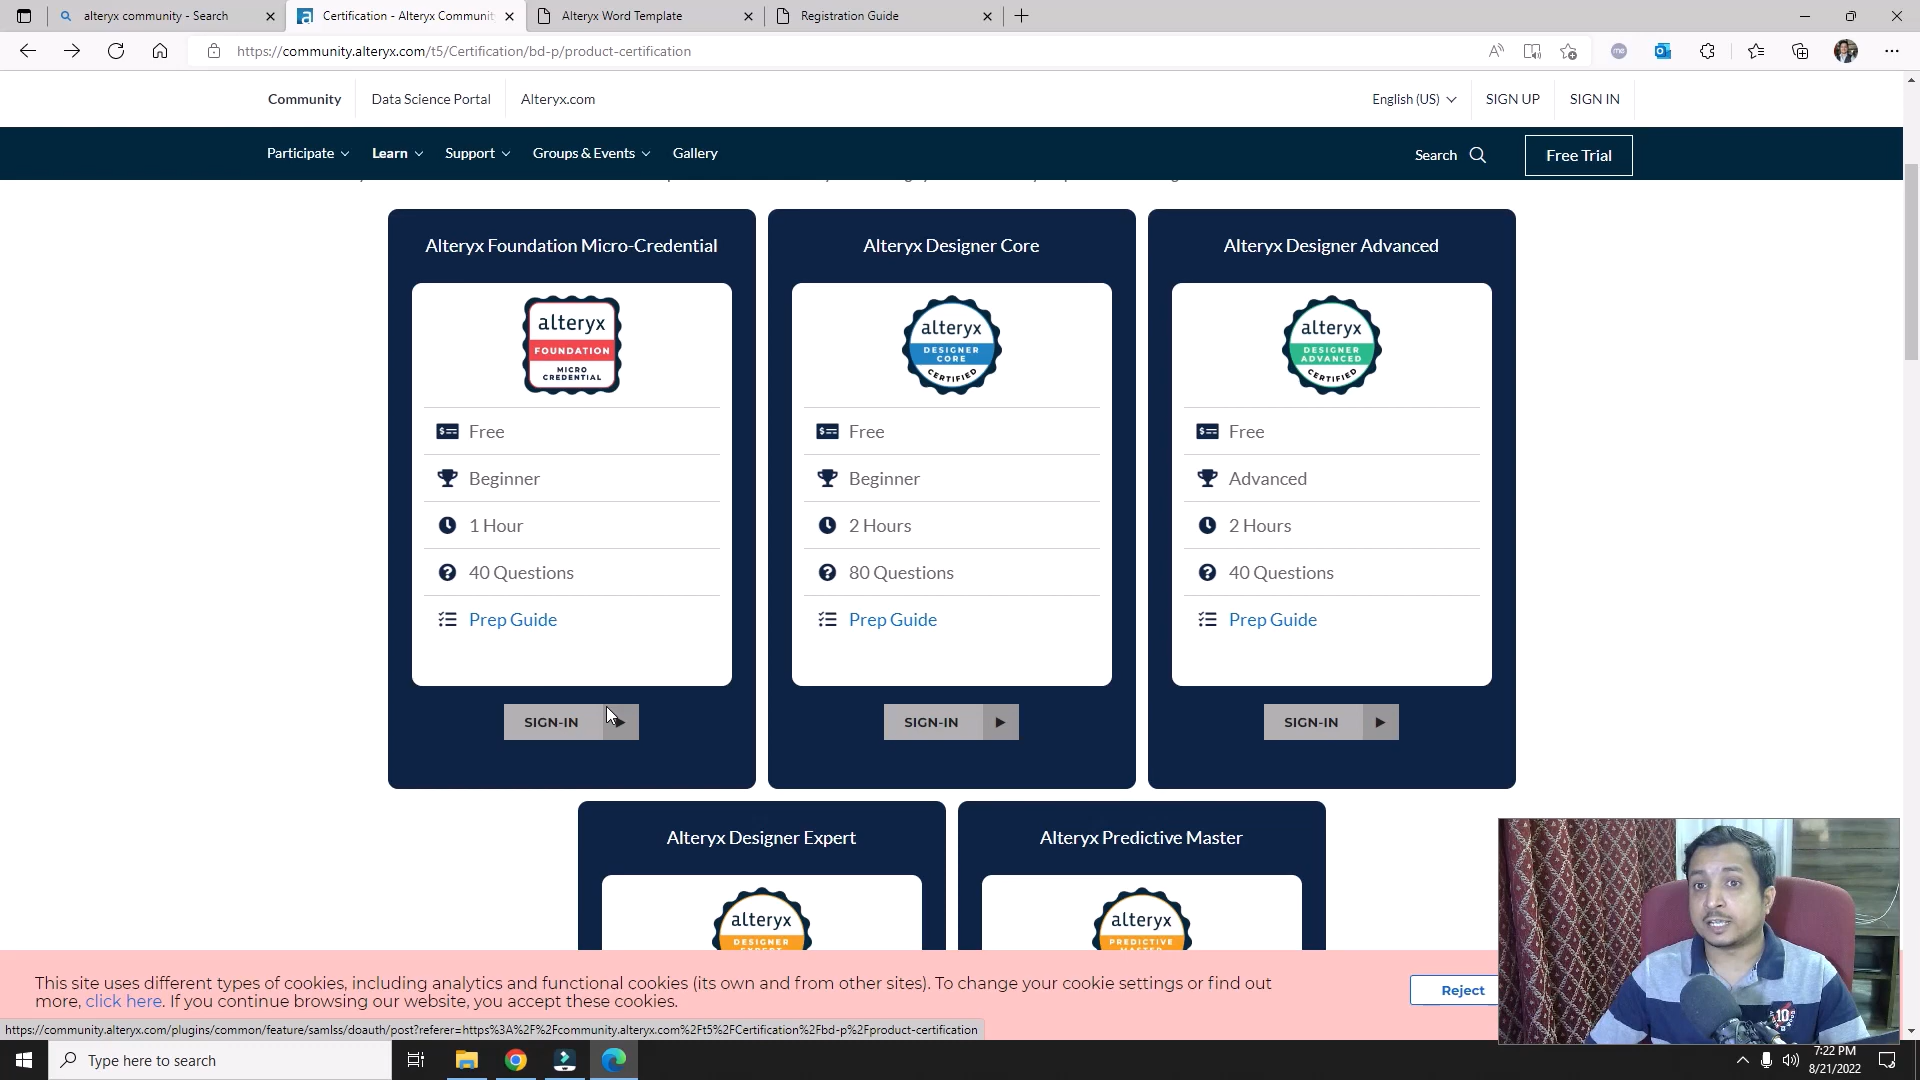 alteryx community - Search
Certification - Alteryx Communit
Alteryx Word Template
Registration Guide
https://community.alteryx.com/t5/Certification/bd-p/product-certification
Community
Data Science Portal
Alteryx.com
English (US)
SIGN UP
SIGN IN
Participate
Learn
Support
Groups & Events
Gallery
Search
Free Trial
Alteryx Foundation Micro-Credential
alteryx
FOUNDATION
MICRO
CREDENTIAL
Free
Beginner
1 Hour
40 Questions
Prep Guide
SIGN-IN
Alteryx Designer Core
alteryx
DESIGNER
CORE
CERTIFIED
Free
Beginner
2 Hours
80 Questions
Prep Guide
SIGN-IN
Alteryx Designer Advanced
alteryx
DESIGNER
ADVANCED
CERTIFIED
Free
Advanced
2 Hours
40 Questions
Prep Guide
SIGN-IN
Alteryx Designer Expert
alteryx
DESIGNER
Alteryx Predictive Master
alteryx
PREDICTIVE
This site uses different types of cookies, including analytics and functional cookies (its own and from other sites). To change your cookie settings or find out
more, click here. If you continue browsing our website, you accept these cookies.
Reject
https://community.alteryx.com/plugins/common/feature/samlss/doauth/post?referer=https%3A%2F%2Fcommunity.alteryx.com%2Ft5%2FCertification%2Fbd-p%2Fproduct-certification
Type here to search
7:22 PM
8/21/2022